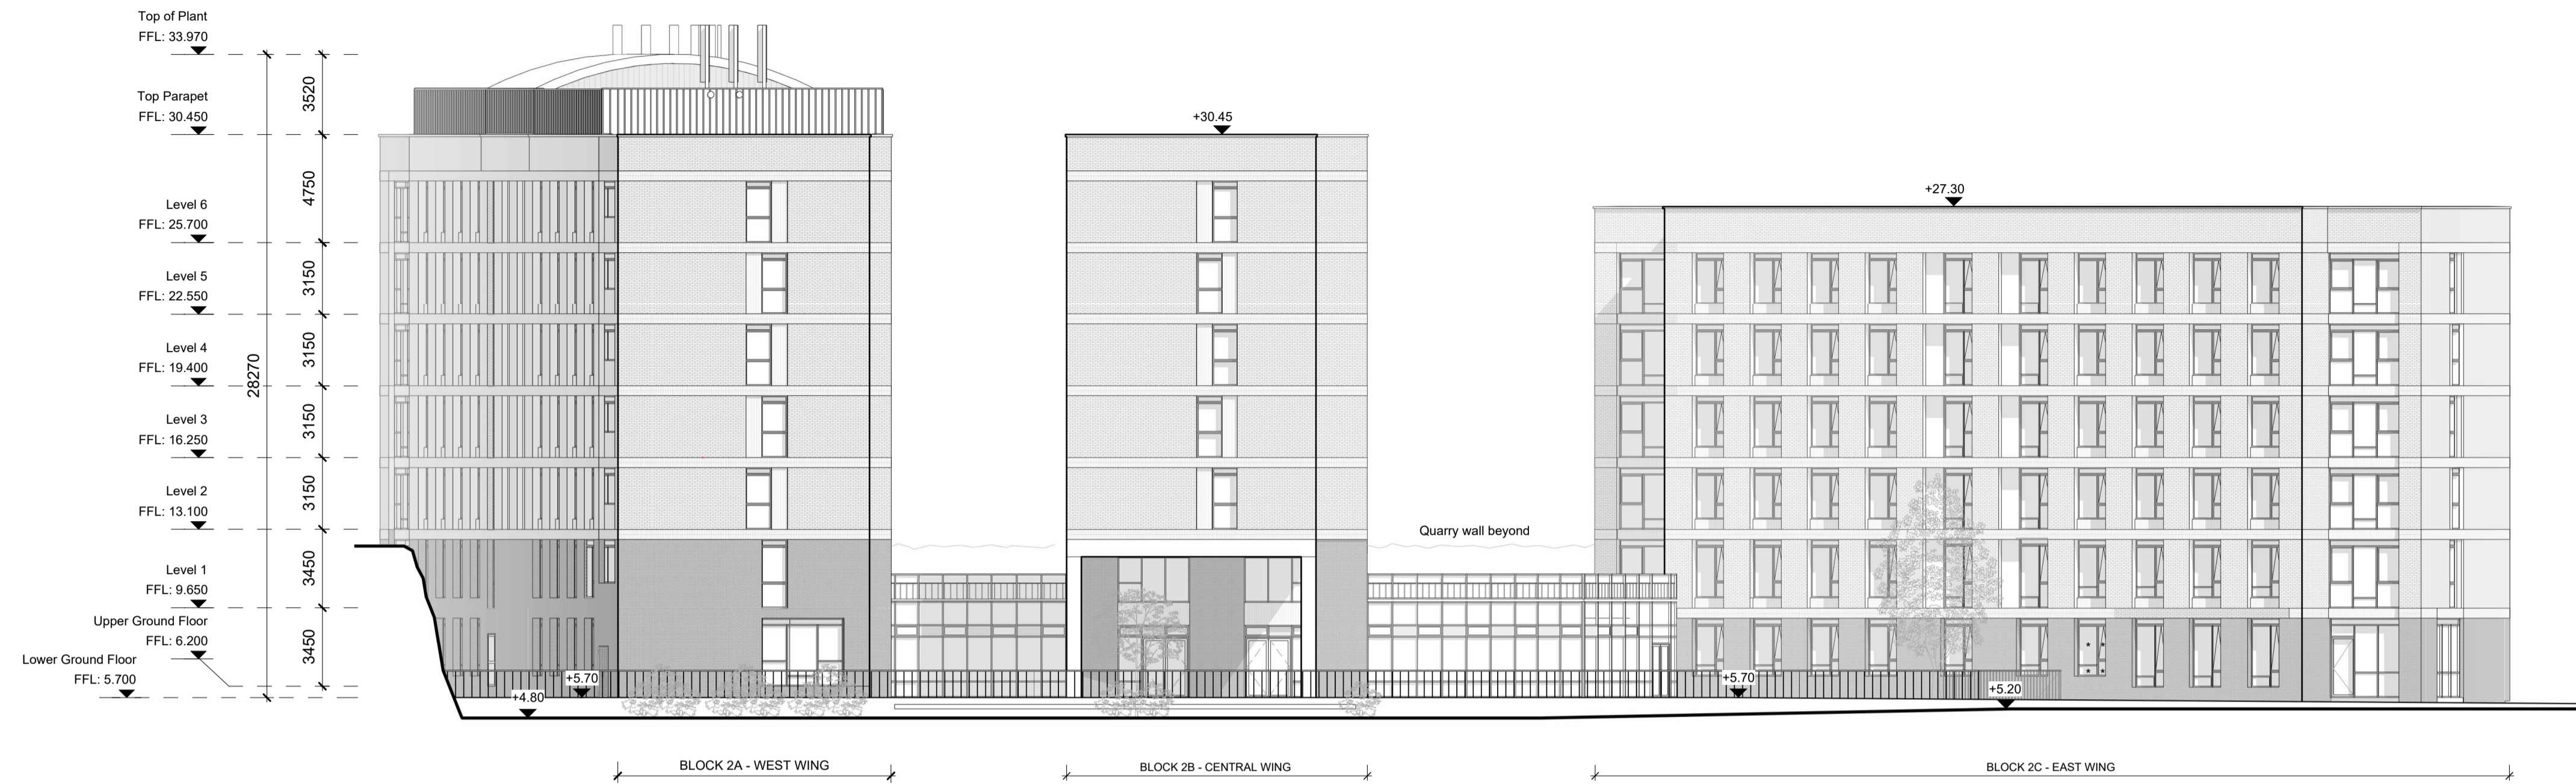 Top of Plant
FFL: 33.970
Top Parapet
FFL: 30.450
Level 6
FFL: 25.700
Level 5
FFL: 22.550
Level 4
FFL: 19.400
Level 3
FFL: 16.250
Level 2
FFL: 13.100
Level 1
FFL: 9.650
Upper Ground Floor
FFL: 6.200
Lower Ground Floor
FFL: 5.700
28270
3520
4750
3150
3150
3150
3150
3450
3450
+30.45
+27.30
Quarry wall beyond
+5.70
+4.80
+5.70
+5.20
BLOCK 2A - WEST WING
BLOCK 2B - CENTRAL WING
BLOCK 2C - EAST WING